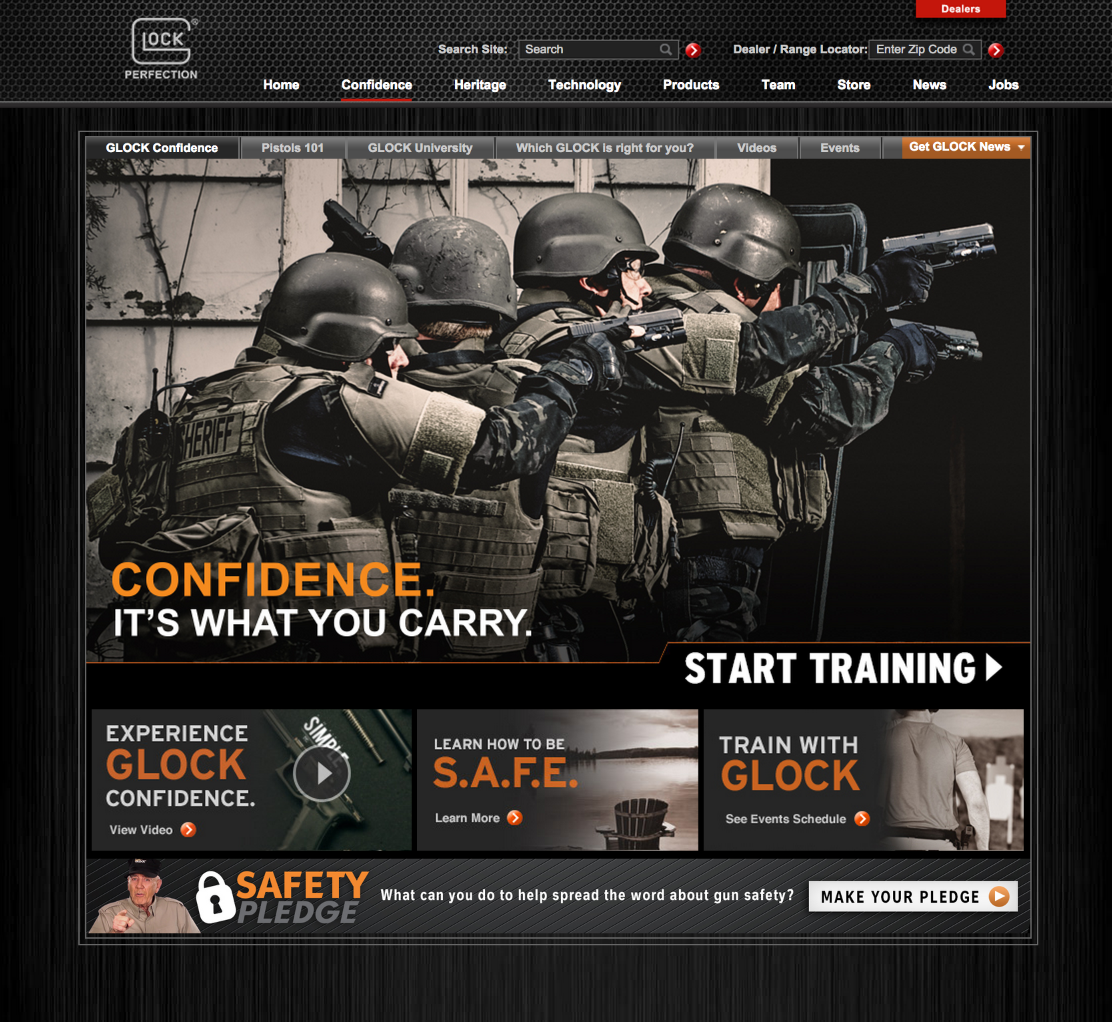 Dealers
GLOCK
®
PERFECTION
Search Site: Search
Dealer / Range Locator: Enter Zip Code
Home Confidence Heritage Technology Products Team Store News Jobs
GLOCK Confidence Pistols 101 GLOCK University Which GLOCK is right for you? Videos Events Get GLOCK News
SHERIFF
CONFIDENCE.
IT'S WHAT YOU CARRY.
START TRAINING
EXPERIENCE
GLOCK
CONFIDENCE.
View Video
SIMPLE
LEARN HOW TO BE
S.A.F.E.
Learn More
TRAIN WITH
GLOCK
See Events Schedule
SAFETY
PLEDGE
What can you do to help spread the word about gun safety?
MAKE YOUR PLEDGE